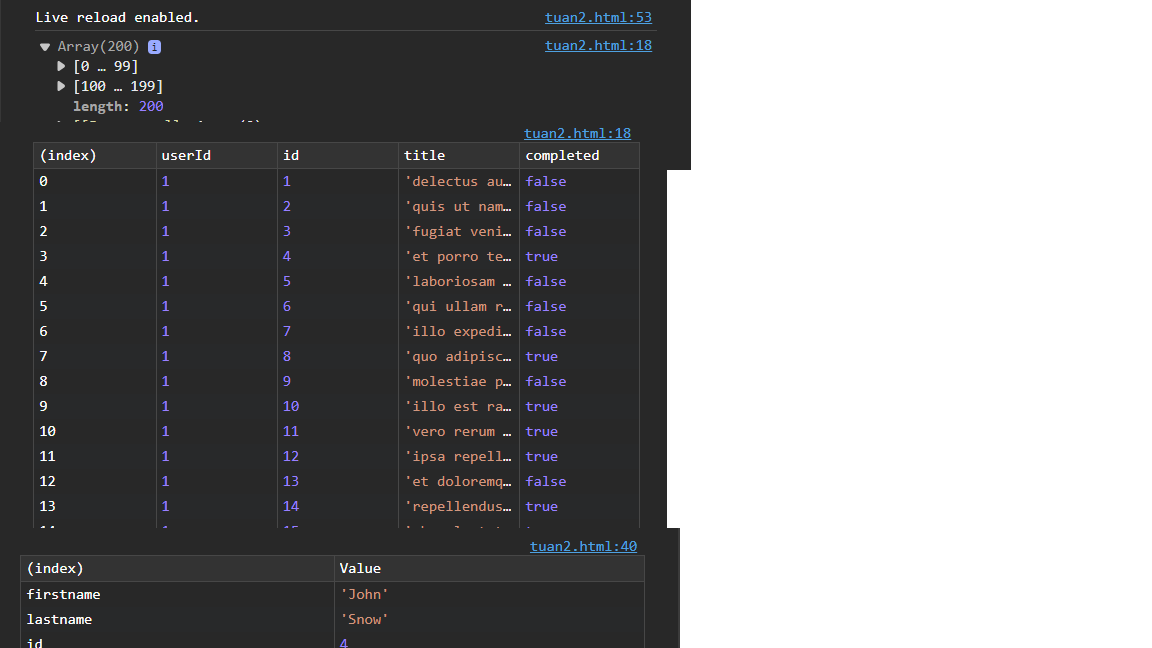 Live reload enabled. tuan2.html:53
Array(200) i tuan2.html:18
[0 … 99]
[100 … 199]
length: 200
tuan2.html:18
(index) userId id title completed
0 1 1 'delectus au… false
1 1 2 'quis ut nam… false
2 1 3 'fugiat veni… false
3 1 4 'et porro te… true
4 1 5 'laboriosam … false
5 1 6 'qui ullam r… false
6 1 7 'illo expedi… false
7 1 8 'quo adipisc… true
8 1 9 'molestiae p… false
9 1 10 'illo est ra… true
10 1 11 'vero rerum … true
11 1 12 'ipsa repell… true
12 1 13 'et doloremq… false
13 1 14 'repellendus… true
tuan2.html:40
(index) Value
firstname 'John'
lastname 'Snow'
id 4